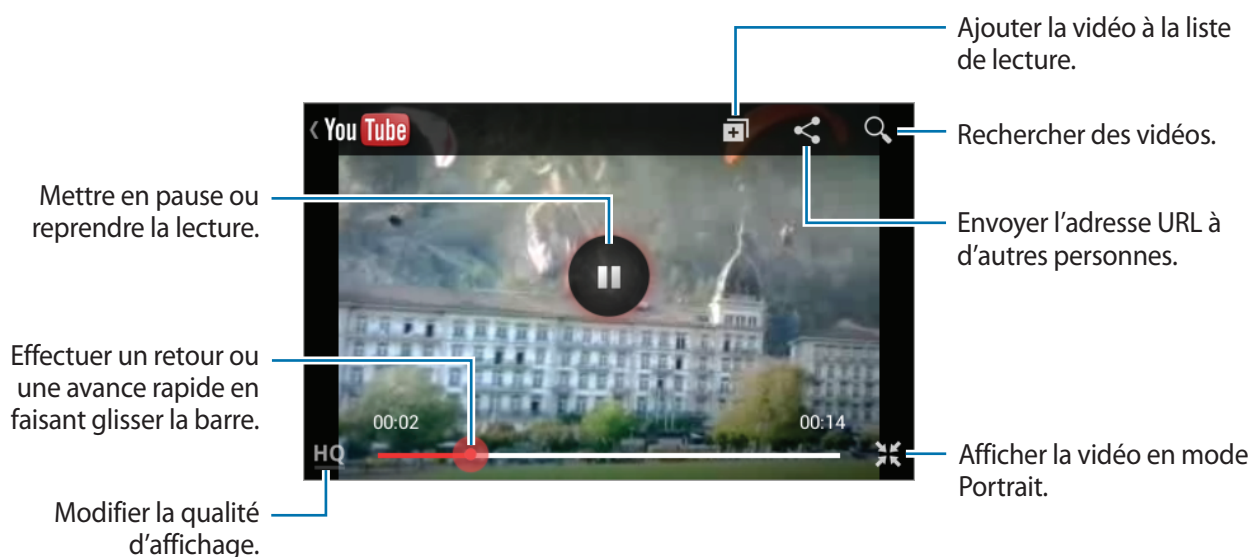 Ajouter la vidéo à la liste
de lecture.
You Tube
Rechercher des vidéos.
Mettre en pause ou
reprendre la lecture.
Envoyer l’adresse URL à
d’autres personnes.
Effectuer un retour ou
une avance rapide en
faisant glisser la barre.
00:02
00:14
HQ
Afficher la vidéo en mode
Portrait.
Modifier la qualité
d’affichage.